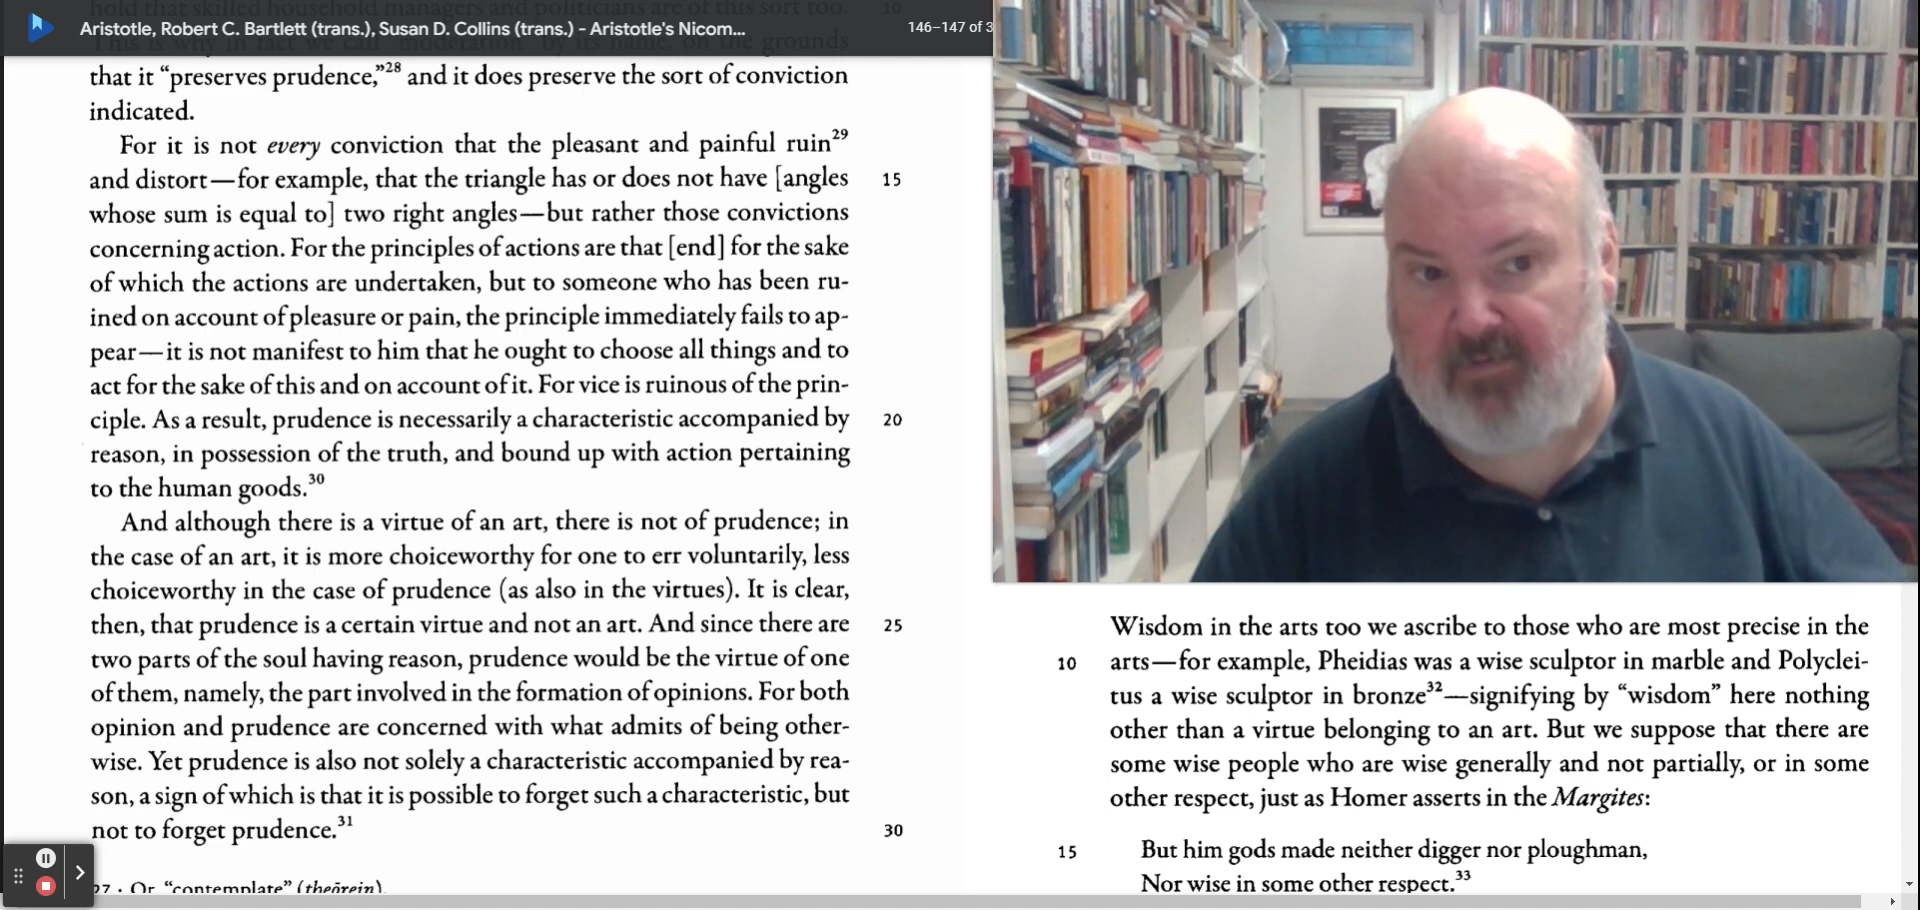 hold that skilled household managers and politicians are of this sort too.
10
Aristotle, Robert C. Bartlett (trans.), Susan D. Collins (trans.) - Aristotle's Nicom...
146–147 of 3
that it “preserves prudence,”28 and it does preserve the sort of conviction
indicated.
For it is not every conviction that the pleasant and painful ruin29
and distort—for example, that the triangle has or does not have [angles
15
whose sum is equal to] two right angles—but rather those convictions
concerning action. For the principles of actions are that [end] for the sake
of which the actions are undertaken, but to someone who has been ru-
ined on account of pleasure or pain, the principle immediately fails to ap-
pear—it is not manifest to him that he ought to choose all things and to
act for the sake of this and on account of it. For vice is ruinous of the prin-
ciple. As a result, prudence is necessarily a characteristic accompanied by
20
reason, in possession of the truth, and bound up with action pertaining
to the human goods.30
And although there is a virtue of an art, there is not of prudence; in
the case of an art, it is more choiceworthy for one to err voluntarily, less
choiceworthy in the case of prudence (as also in the virtues). It is clear,
then, that prudence is a certain virtue and not an art. And since there are
25
two parts of the soul having reason, prudence would be the virtue of one
of them, namely, the part involved in the formation of opinions. For both
opinion and prudence are concerned with what admits of being other-
wise. Yet prudence is also not solely a characteristic accompanied by rea-
son, a sign of which is that it is possible to forget such a characteristic, but
not to forget prudence.31
30
27 · Or, “contemplate” (theōrein).
Wisdom in the arts too we ascribe to those who are most precise in the
10
arts—for example, Pheidias was a wise sculptor in marble and Polyclei-
tus a wise sculptor in bronze32—signifying by “wisdom” here nothing
other than a virtue belonging to an art. But we suppose that there are
some wise people who are wise generally and not partially, or in some
other respect, just as Homer asserts in the Margites:
15
But him gods made neither digger nor ploughman,
Nor wise in some other respect.33